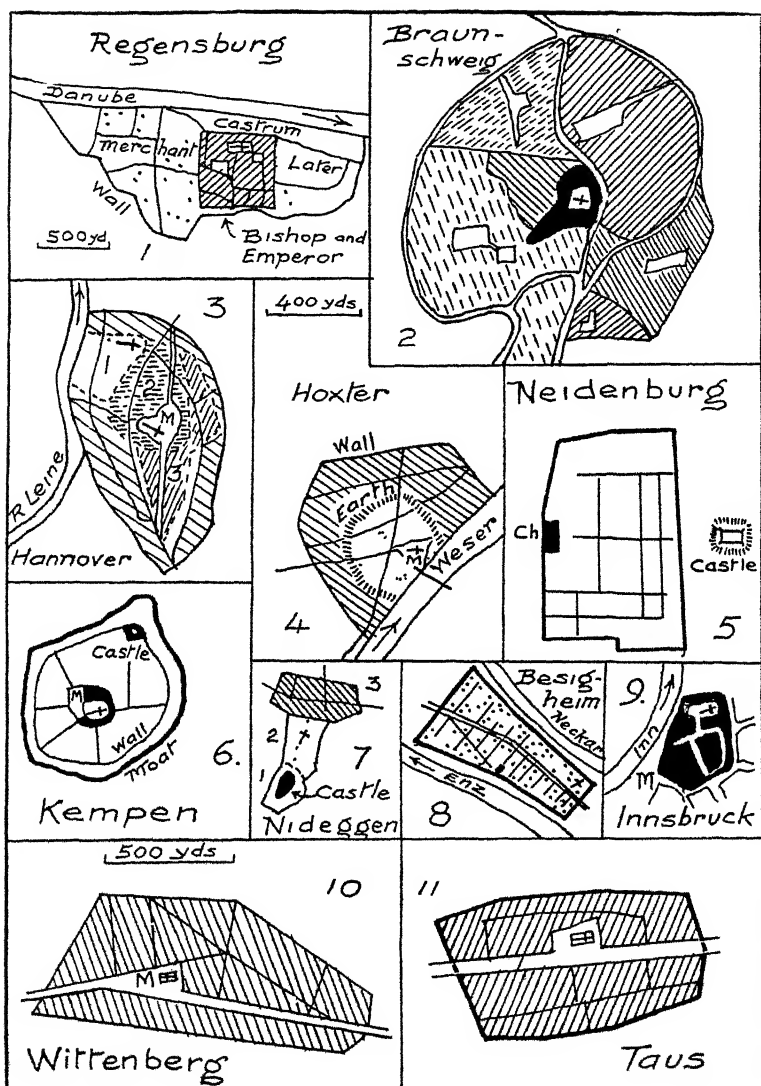 Regensburg
Danube
Castrum
merchant
Later
Wall
500 yd
1
Bishop and
Emperor
Braun-
schweig
2
3
1
2
M
3
R Leine
Hannover
400 yds
Hoxter
Wall
Earth
M
Weser
4
Neidenburg
Ch
Castle
5
Castle
M
Wall
Moat
6.
Kempen
3
2
7
1
Castle
Nideggen
Besig-
heim
Neckar
Enz
8
9.
Inn
M
Innsbruck
500 yds
10
M
Wittenberg
11
Taus